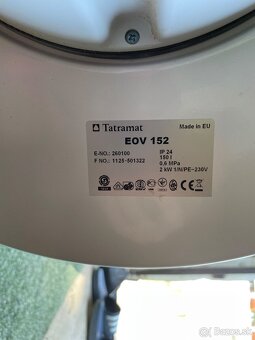 Tatramat
Made in EU
EOV 152
E-NO.: 260100
F NO.: 1125-501322
IP 24
150 l
0,6 MPa
2 kW 1/N/PE~230V
© Bazos.sk